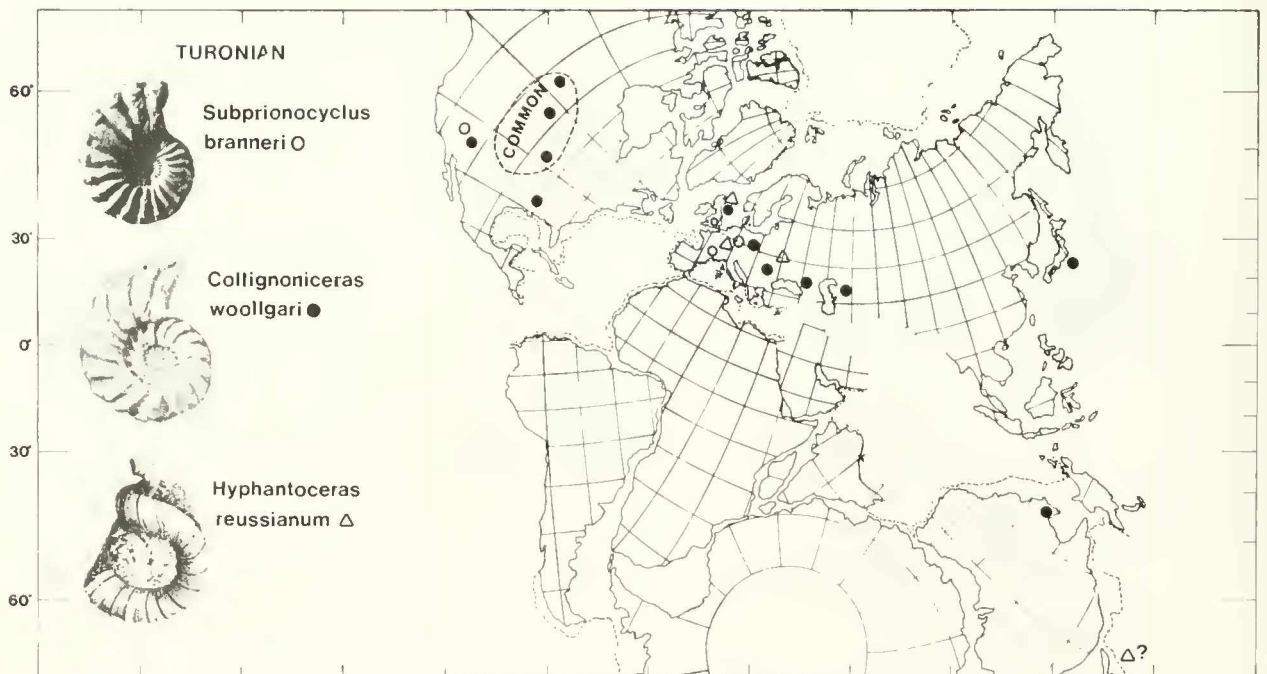 TURONIAN
Subprionocyclus
branneri O
Collignoniceras
woollgari ●
Hyphantoceras
reussianum △
60°
30°
0°
30°
60°
COMMON
△?